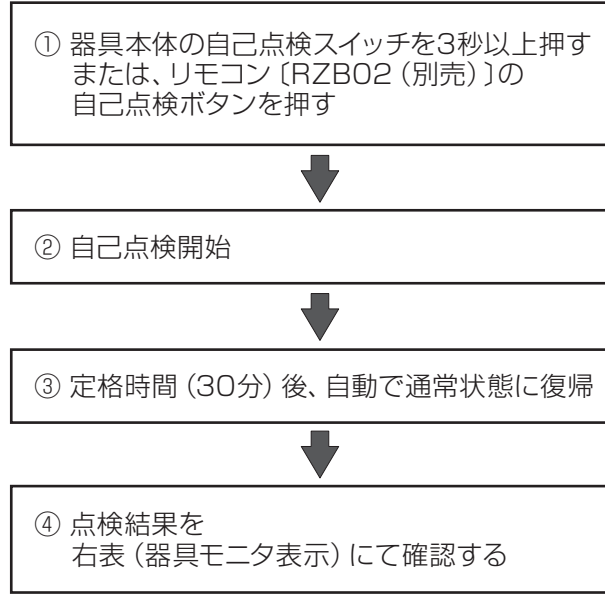 ① 器具本体の自己点検スイッチを3秒以上押す
または、リモコン〔RZB02（別売）〕の
自己点検ボタンを押す
② 自己点検開始
③ 定格時間（30分）後、自動で通常状態に復帰
④ 点検結果を
右表（器具モニタ表示）にて確認する